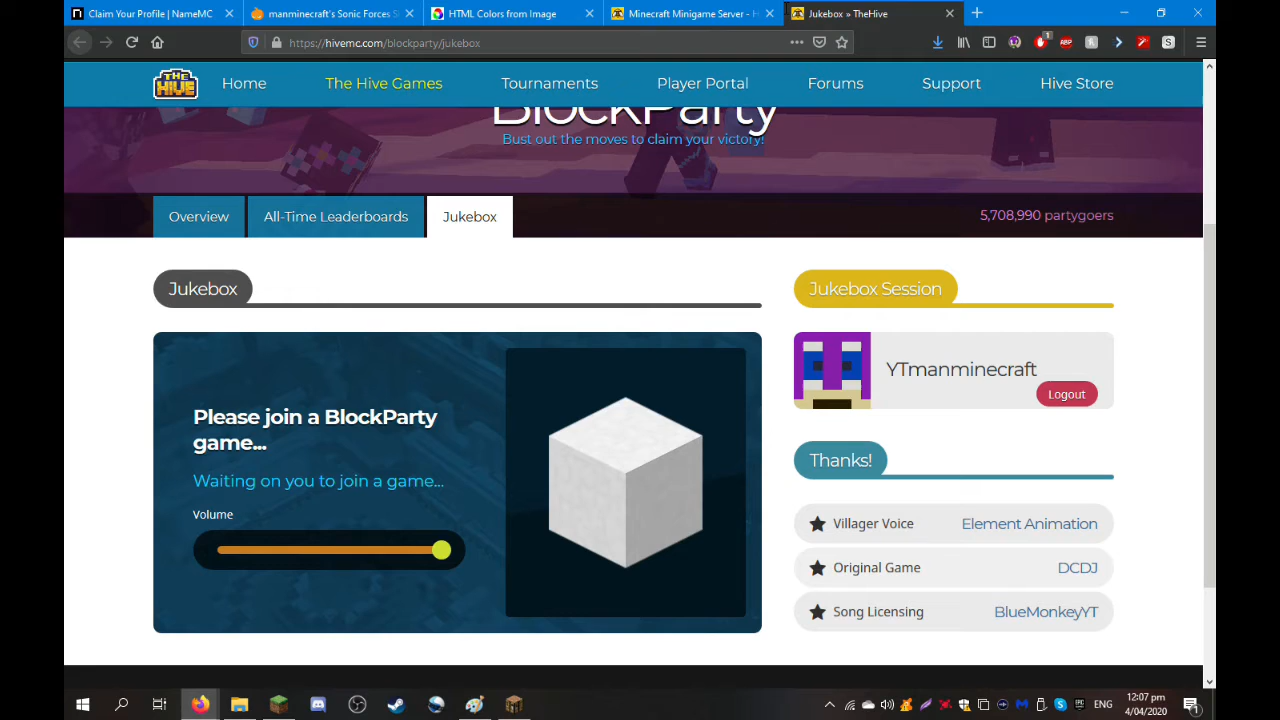 Claim Your Profile | NameMC
manminecraft's Sonic Forces S
HTML Colors from Image
Minecraft Minigame Server - H
Jukebox » TheHive
https://hivemc.com/blockparty/jukebox
1
ABP
S
THE HIVE
Home
The Hive Games
Tournaments
Player Portal
Forums
Support
Hive Store
BlockParty
Bust out the moves to claim your victory!
Overview
All-Time Leaderboards
Jukebox
5,708,990 partygoers
Jukebox
Please join a BlockParty
game...
Waiting on you to join a game...
Volume
Jukebox Session
YTmanminecraft
Logout
Thanks!
Villager Voice Element Animation
Original Game DCDJ
Song Licensing BlueMonkeyYT
ENG
12:07 pm
4/04/2020
1